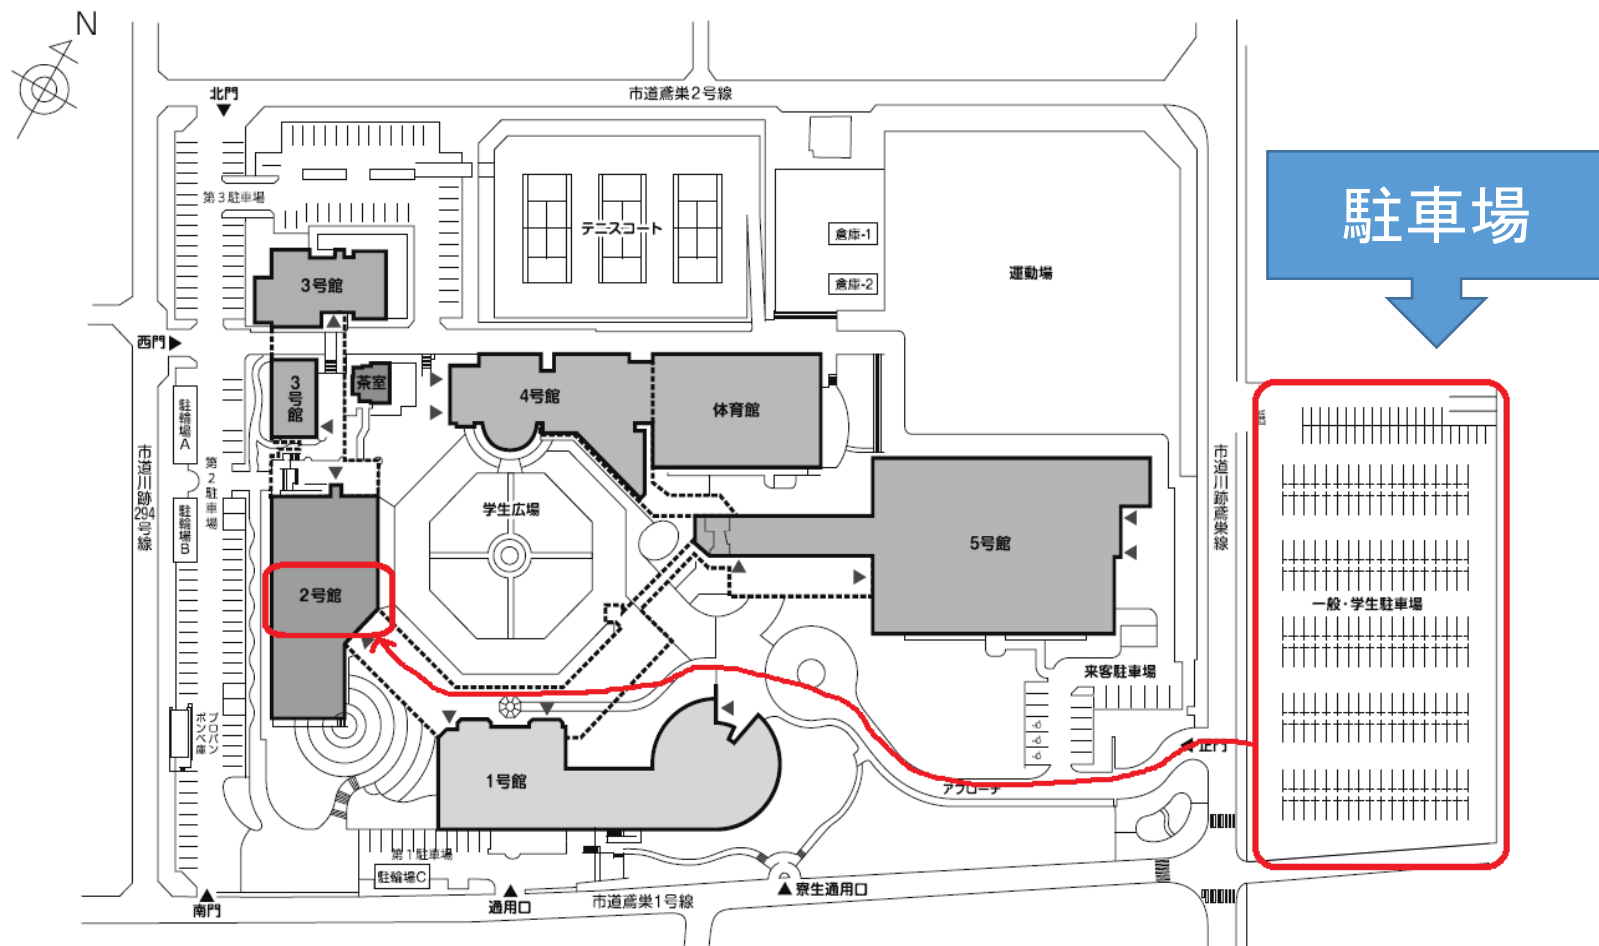 N
北門
市道鳶巣2号線
駐車場
第3駐車場
テニスコート
倉庫-1
倉庫-2
運動場
3号館
西門
3号館
茶室
4号館
体育館
駐輪場A
第2駐車場
市道川跡294号線
駐輪場B
学生広場
5号館
市道川跡鳶巣線
2号館
一般・学生駐車場
来客駐車場
プロパンボンベ庫
正門
1号館
アプローチ
第1駐車場
駐輪場C
寮生通用口
南門
通用口
市道鳶巣1号線